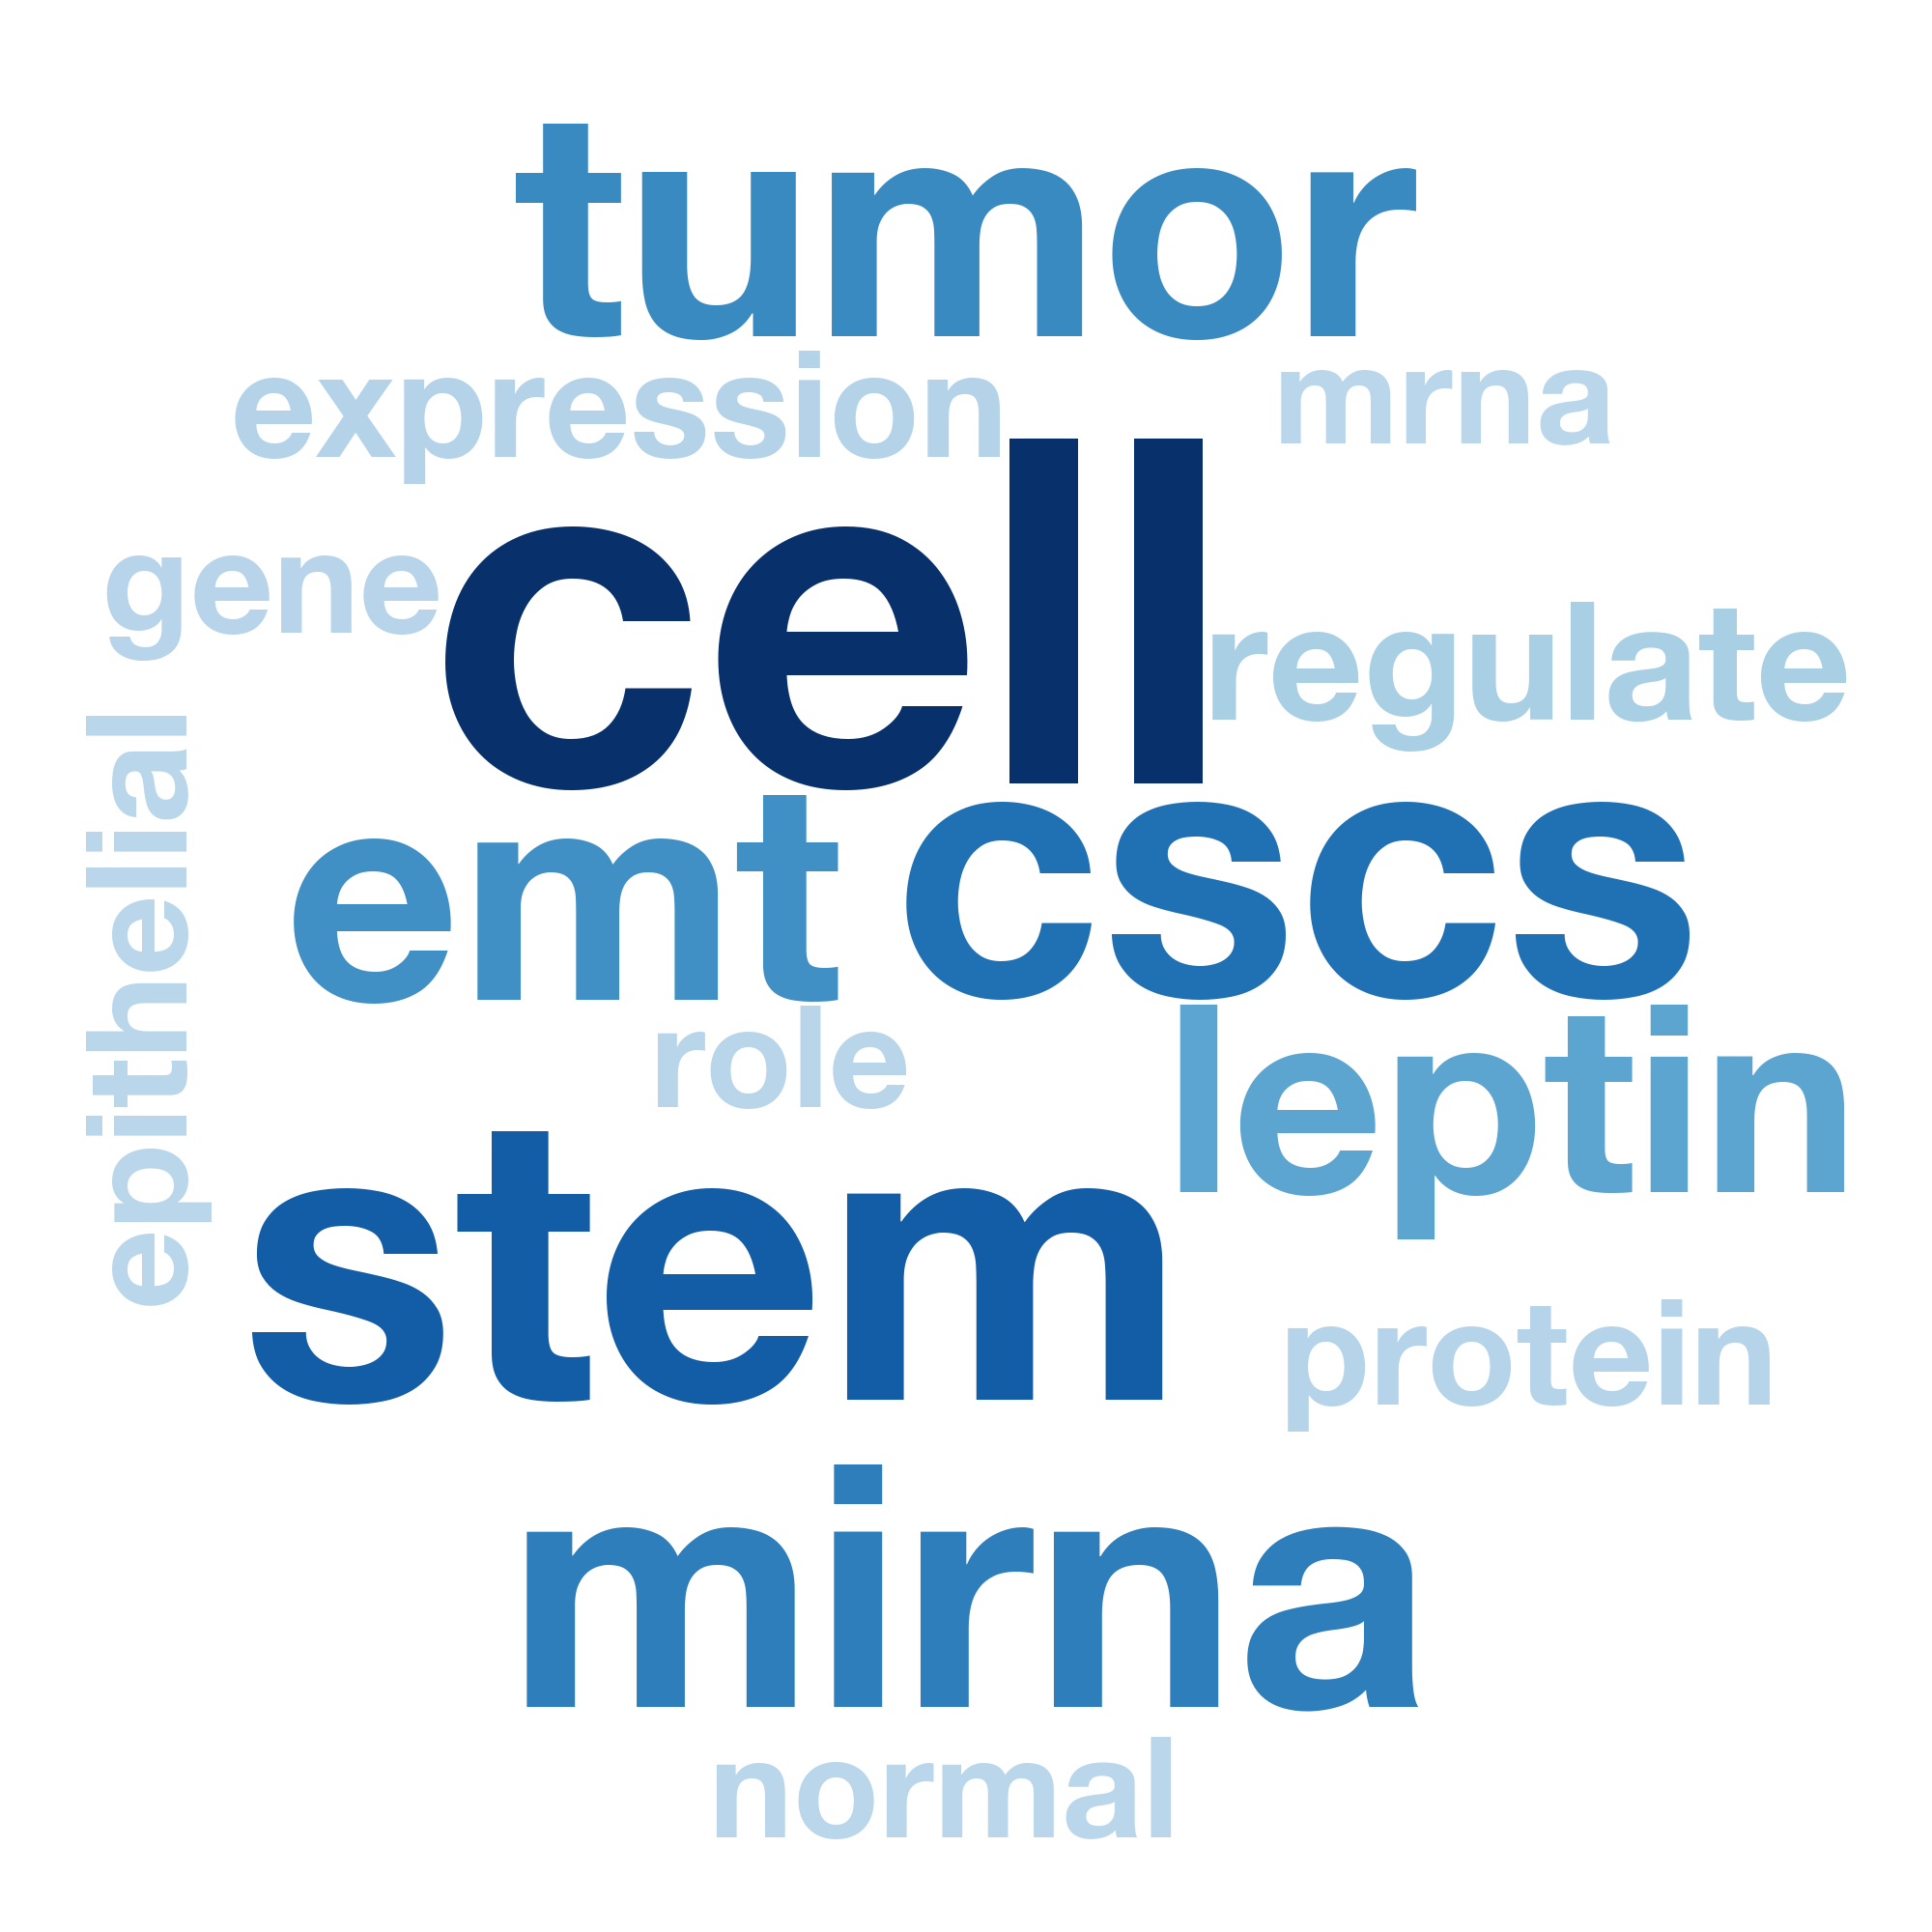 tumor
expression
mrna
cell
gene
regulate
epithelial
emt
cscs
role
leptin
stem
protein
mirna
normal